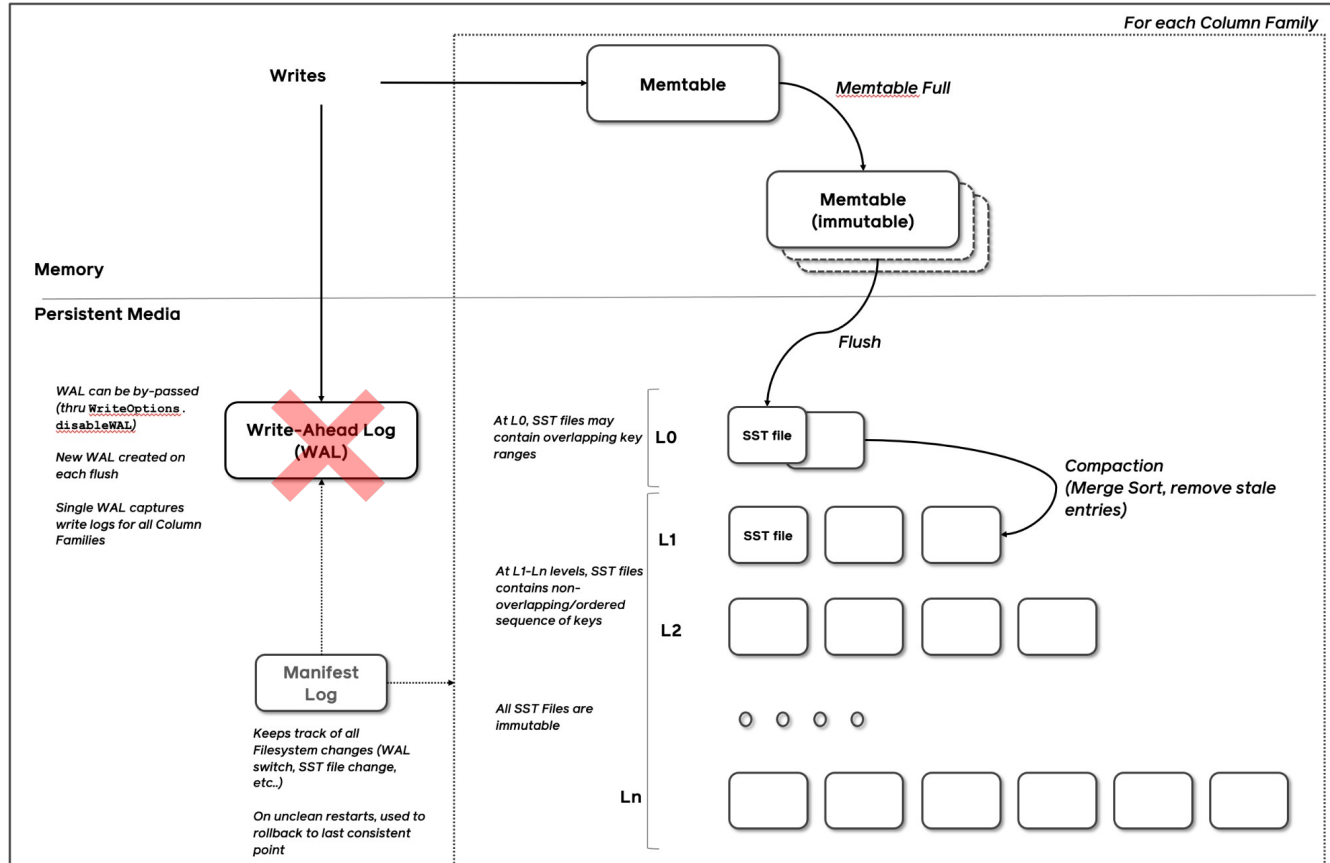 For each Column Family
Writes
Memtable
Memtable Full
Memtable
(immutable)
Memory
Persistent Media
Flush
WAL can be by-passed
(thru WriteOptions.
disableWAL)
New WAL created on
each flush
Single WAL captures
write logs for all Column
Families
Write-Ahead Log
(WAL)
At L0, SST files may
contain overlapping key
ranges
L0
SST file
Compaction
(Merge Sort, remove stale
entries)
L1
SST file
At L1-Ln levels, SST files
contains non-
overlapping/ordered
sequence of keys
L2
Manifest
Log
All SST Files are
immutable
Keeps track of all
Filesystem changes (WAL
switch, SST file change,
etc..)
Ln
On unclean restarts, used to
rollback to last consistent
point